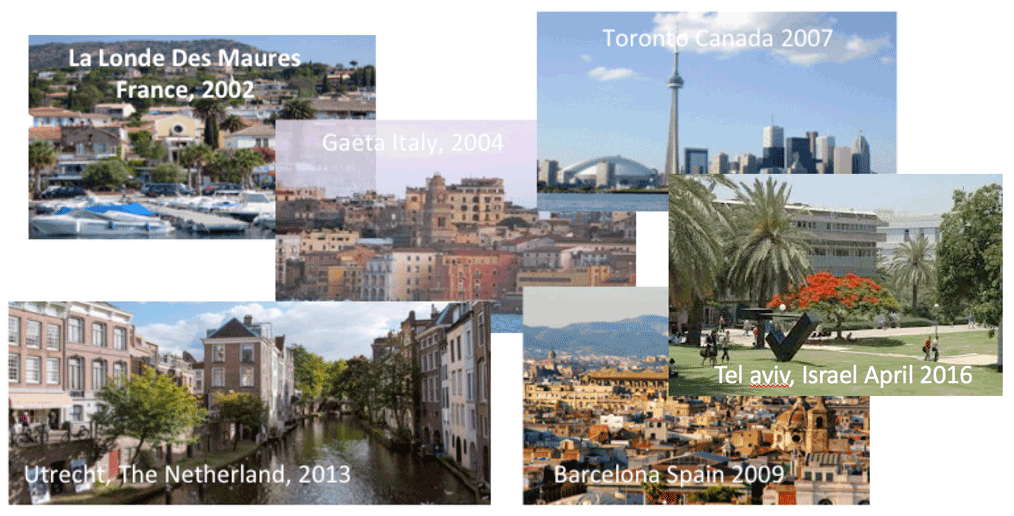 La Londe Des Maures
France, 2002
Gaeta Italy, 2004
Toronto Canada 2007
Tel aviv, Israel April 2016
Utrecht, The Netherland, 2013
Barcelona Spain 2009